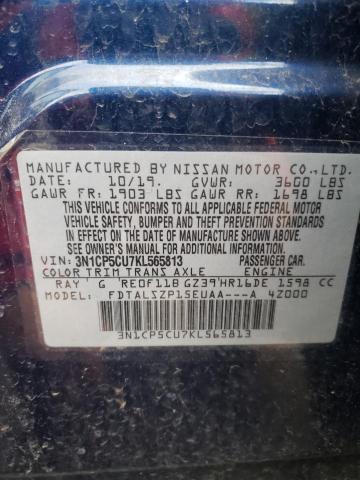 MANUFACTURED BY NISSAN MOTOR CO., LTD.
DATE: 10/19. GVWR: 3600 LBS
GAWR FR: 1903 LBS GAWR RR: 1698 LBS
THIS VEHICLE CONFORMS TO ALL APPLICABLE
FEDERAL MOTOR VEHICLE
SAFETY, BUMPER AND THEFT PREVENTION STANDARDS
IN EFFECT ON THE DATE OF MANUFACTURE SHOWN ABOVE.
SEE OWNER'S MANUAL FOR ADDITIONAL INFORMATION.
VIN: 3N1CP5CU7KL565813 PASSENGER CAR.
COLOR TRIM TRANS AXLE ENGINE
RAY G RE0F11B GZ39 HR16DE 1598 CC
MODEL: FDTALSZP15EUAA---A 4Z000
3N1CP5CU7KL565813